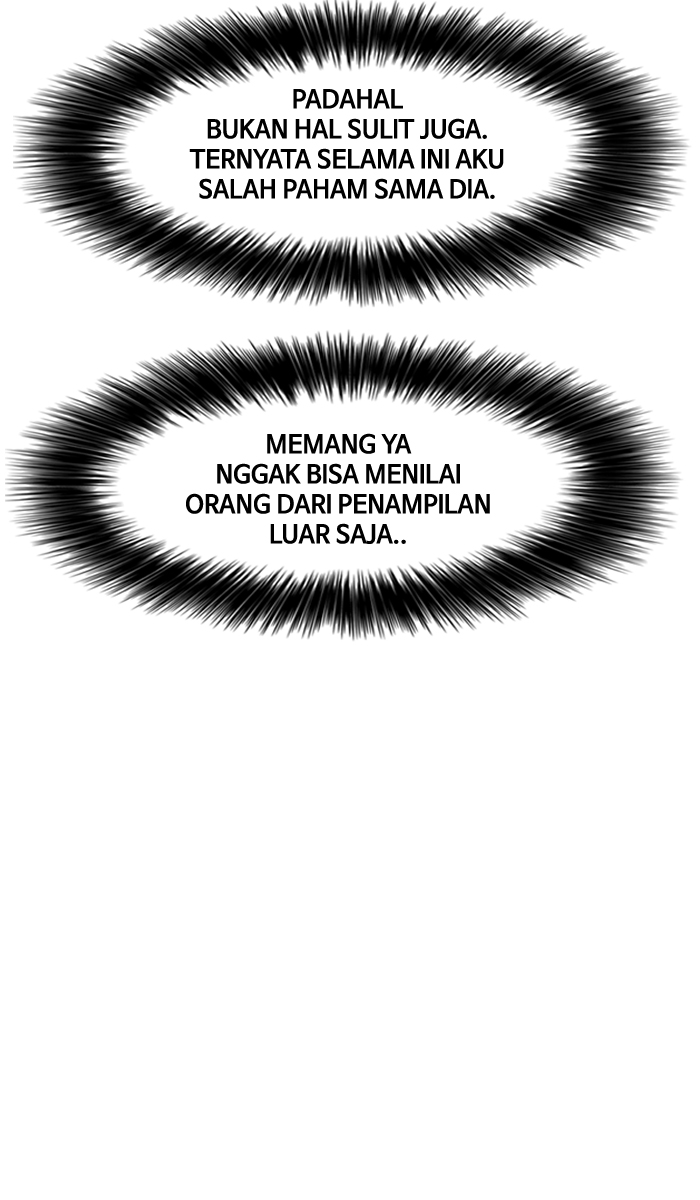 PADAHAL
BUKAN HAL SULIT JUGA.
TERNYATA SELAMA INI AKU
SALAH PAHAM SAMA DIA.
MEMANG YA
NGGAK BISA MENILAI
ORANG DARI PENAMPILAN
LUAR SAJA..